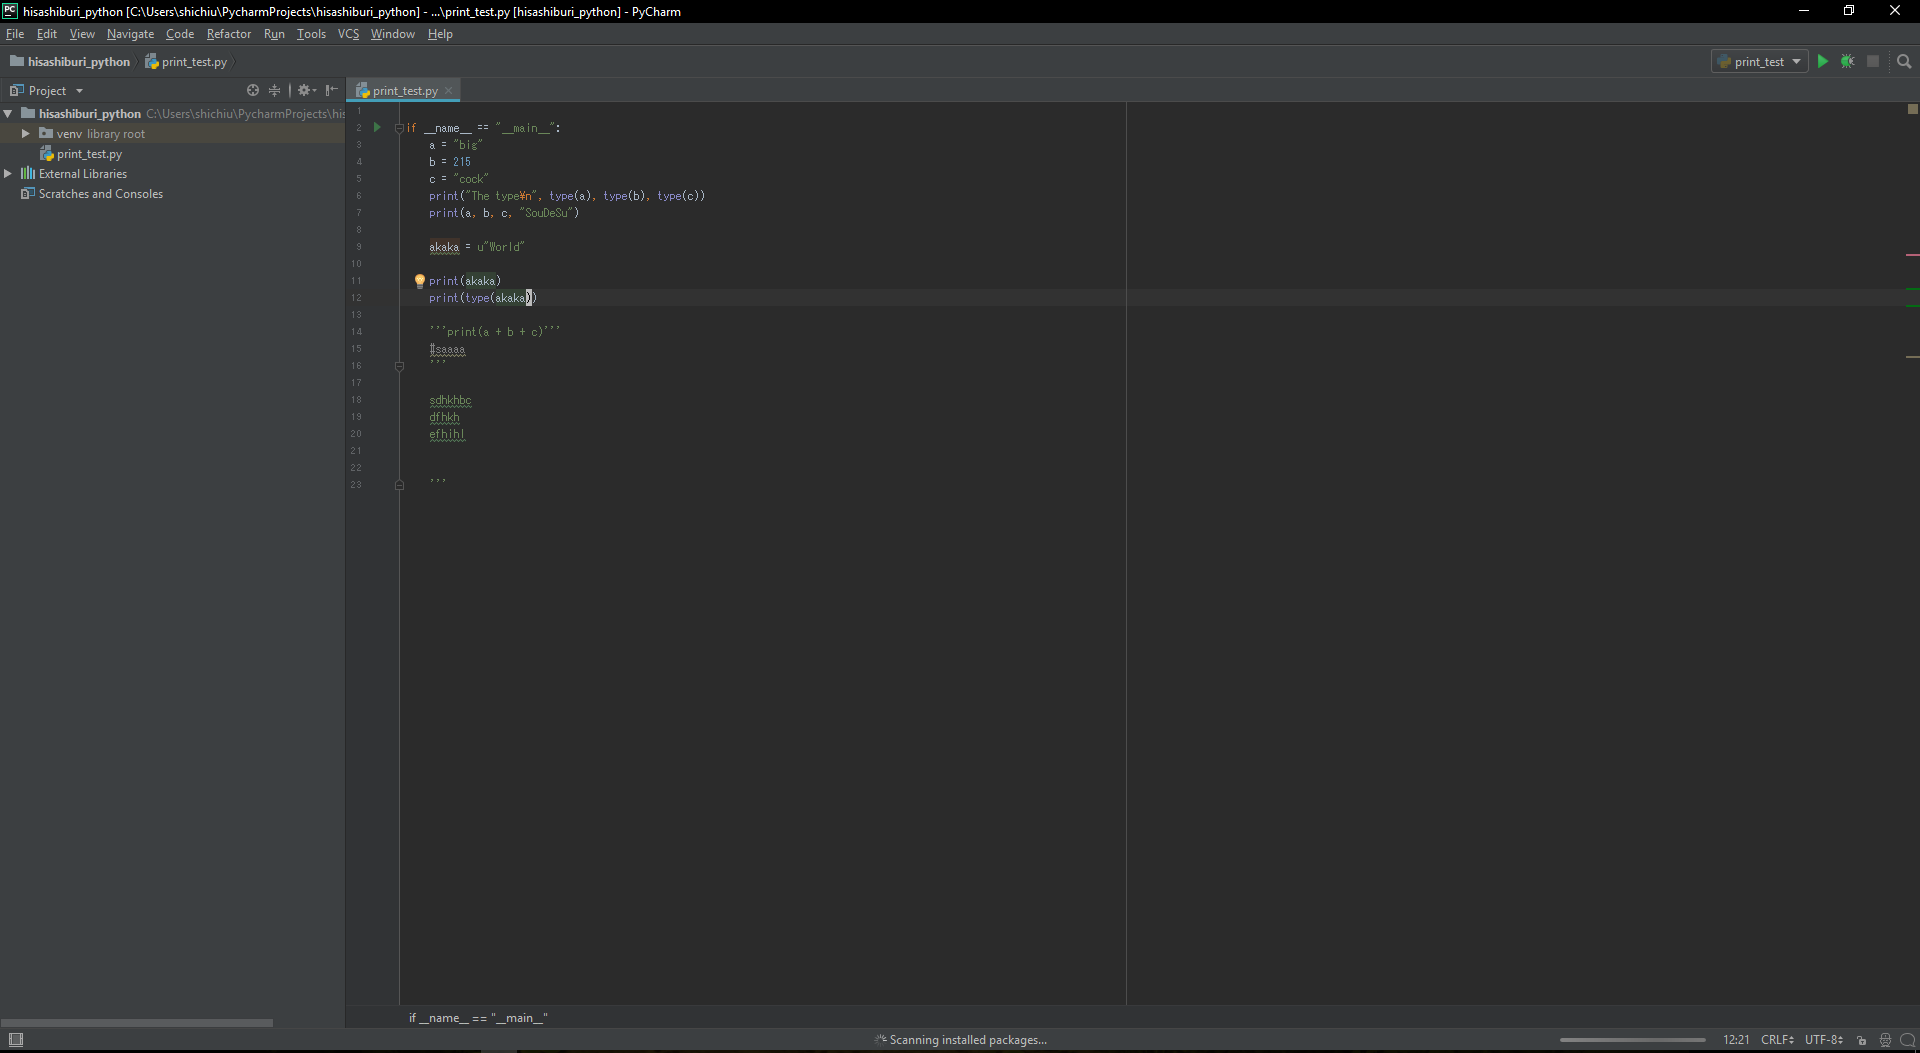 PC hisashiburi_python [C:\Users\shichiu\PycharmProjects\hisashiburi_python] - ...\print_test.py [hisashiburi_python] - PyCharm
File Edit View Navigate Code Refactor Run Tools VCS Window Help
hisashiburi_python print_test.py print_test
Project
print_test.py
hisashiburi_python C:\Users\shichiu\PycharmProjects\his
venv library root
print_test.py
External Libraries
Scratches and Consoles
1
2 if __name__ == "__main__":
3 a = "big"
4 b = 215
5 c = "cock"
6 print("The type¥n", type(a), type(b), type(c))
7 print(a, b, c, "SouDeSu")
8
9 akaka = u"World"
10
11 print(akaka)
12 print(type(akaka))
13
14 '''print(a + b + c)'''
15 #saaaa
16 '''
17
18 sdhkhbc
19 dfhkh
20 efhihl
21
22
23 '''
if __name__ == "__main__"
Scanning installed packages... 12:21 CRLF UTF-8